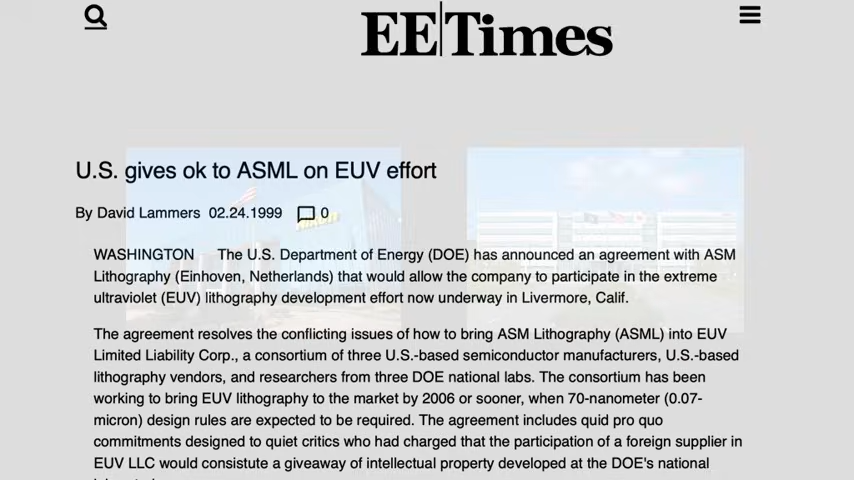 EE Times
U.S. gives ok to ASML on EUV effort
By David Lammers 02.24.1999 0
WASHINGTON The U.S. Department of Energy (DOE) has announced an agreement with ASM
Lithography (Einhoven, Netherlands) that would allow the company to participate in the extreme
ultraviolet (EUV) lithography development effort now underway in Livermore, Calif.
The agreement resolves the conflicting issues of how to bring ASM Lithography (ASML) into EUV
Limited Liability Corp., a consortium of three U.S.-based semiconductor manufacturers, U.S.-based
lithography vendors, and researchers from three DOE national labs. The consortium has been
working to bring EUV lithography to the market by 2006 or sooner, when 70-nanometer (0.07-
micron) design rules are expected to be required. The agreement includes quid pro quo
commitments designed to quiet critics who had charged that the participation of a foreign supplier in
EUV LLC would consistute a giveaway of intellectual property developed at the DOE's national